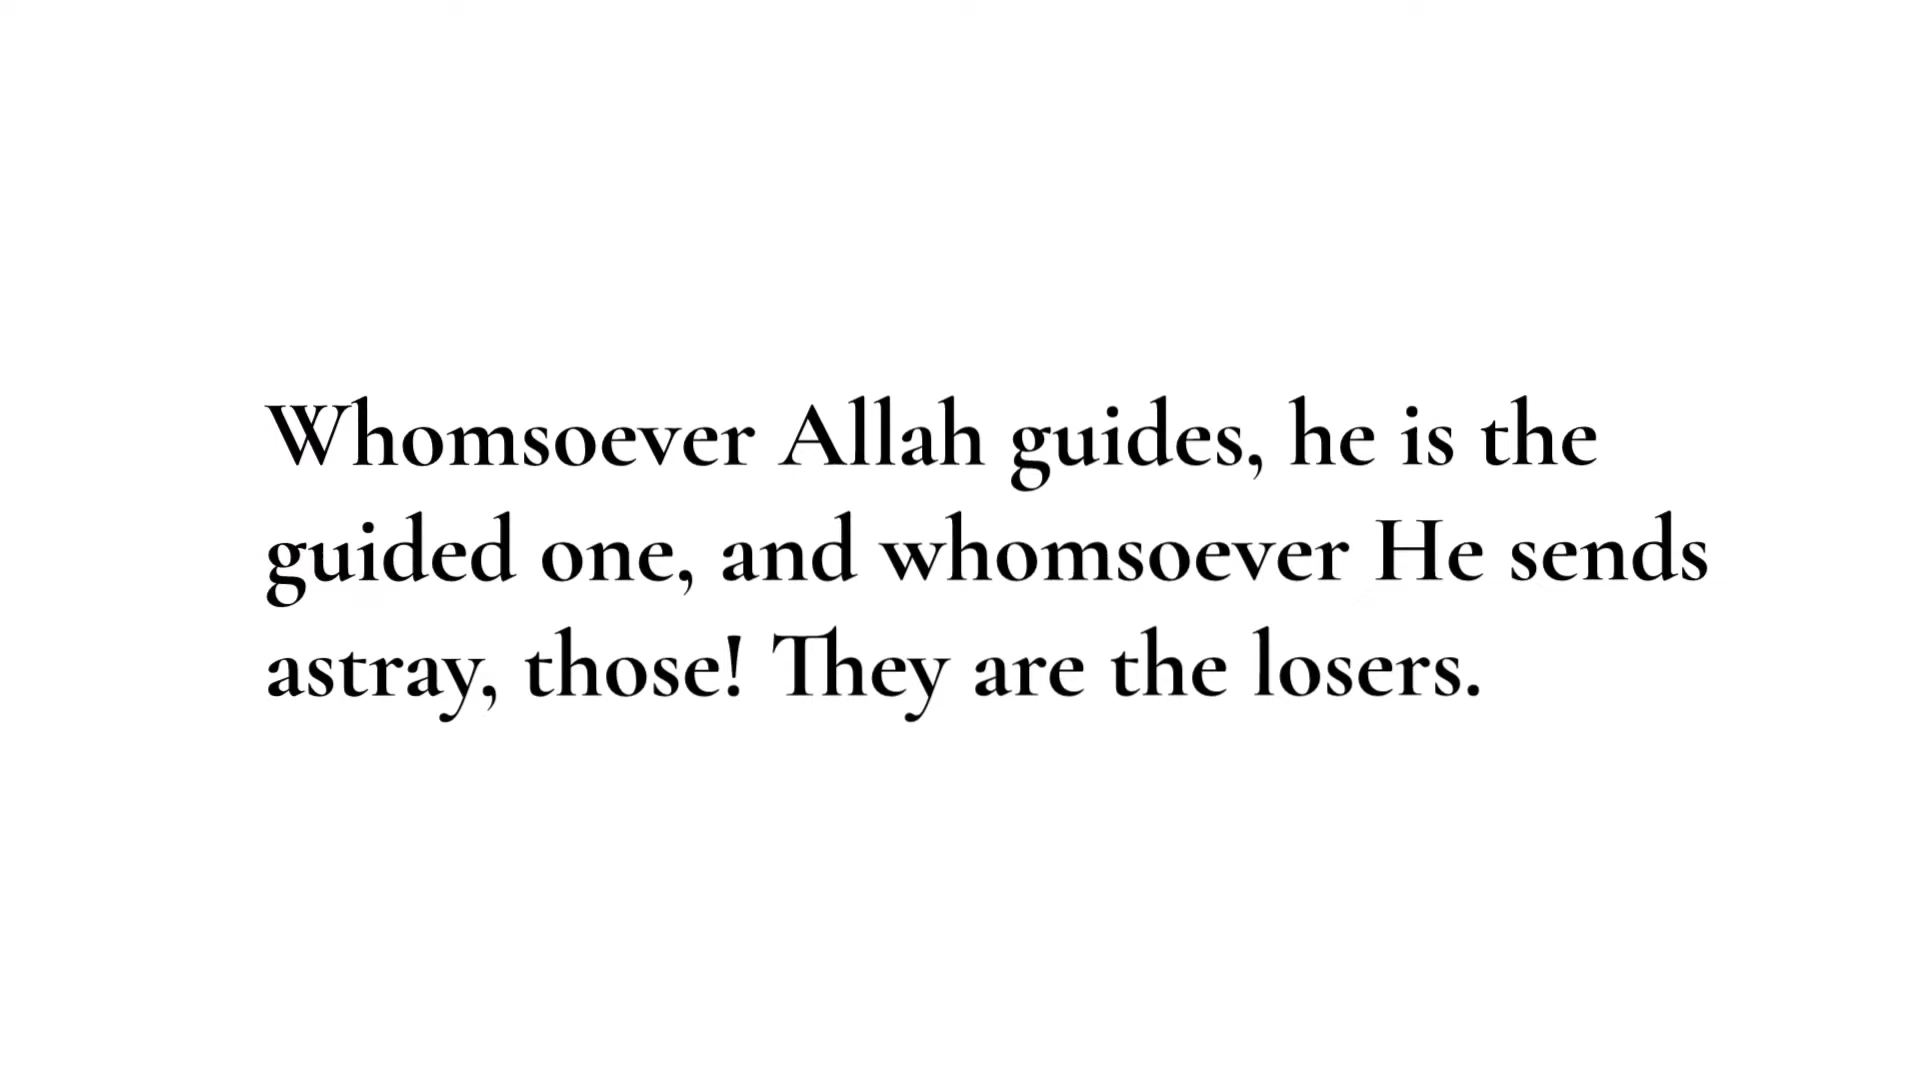 Whomsoever Allah guides, he is the
guided one, and whomsoever He sends
astray, those! They are the losers.